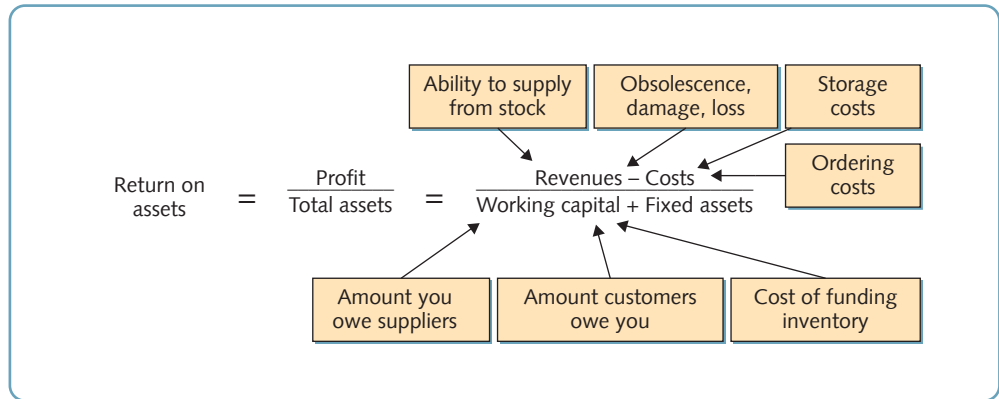 Ability to supply
from stock
Obsolescence,
damage, loss
Storage
costs
Ordering
costs
Return on
assets
=
Profit
Total assets
=
Revenues – Costs
Working capital + Fixed assets
Amount you
owe suppliers
Amount customers
owe you
Cost of funding
inventory